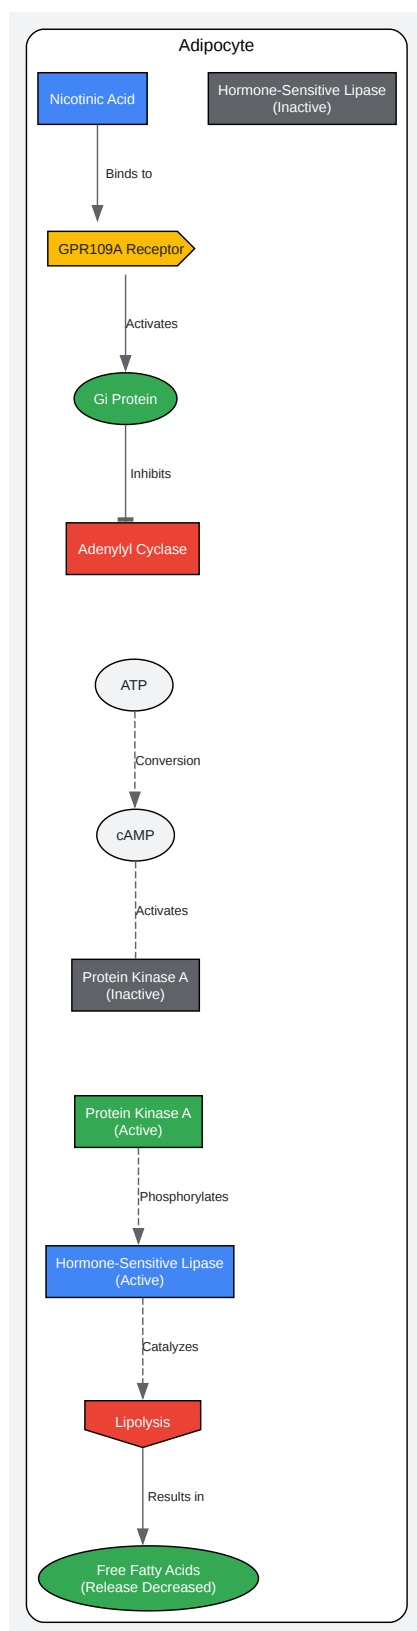 Adipocyte
Nicotinic Acid
Hormone-Sensitive Lipase
(Inactive)
Binds to
GPR109A Receptor
Activates
Gi Protein
Inhibits
Adenylyl Cyclase
ATP
Conversion
cAMP
Activates
Protein Kinase A
(Inactive)
Protein Kinase A
(Active)
Phosphorylates
Hormone-Sensitive Lipase
(Active)
Catalyzes
Lipolysis
Results in
Free Fatty Acids
(Release Decreased)